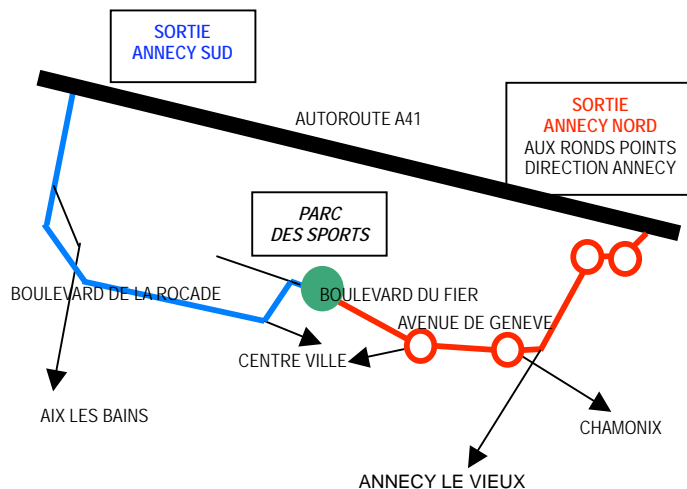 SORTIE
ANNECY SUD
AUTOROUTE A41
SORTIE
ANNECY NORD
AUX RONDS POINTS
DIRECTION ANNECY
PARC
DES SPORTS
BOULEVARD DE LA ROCADE
BOULEVARD DU FIER
AVENUE DE GENEVE
CENTRE VILLE
AIX LES BAINS
CHAMONIX
ANNECY LE VIEUX